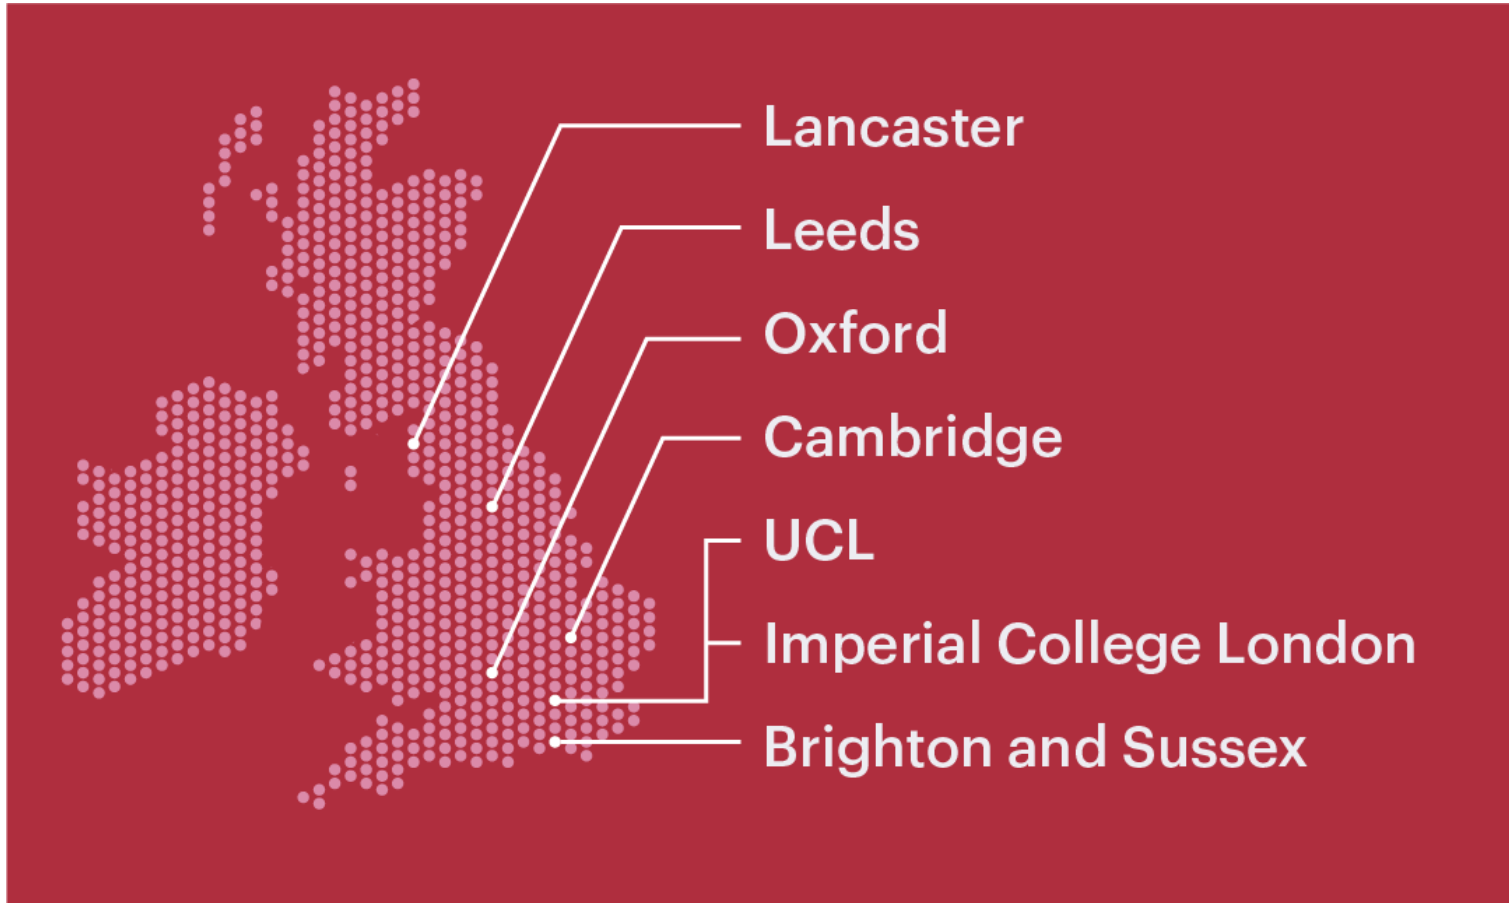 Lancaster
Leeds
Oxford
Cambridge
UCL
Imperial College London
Brighton and Sussex